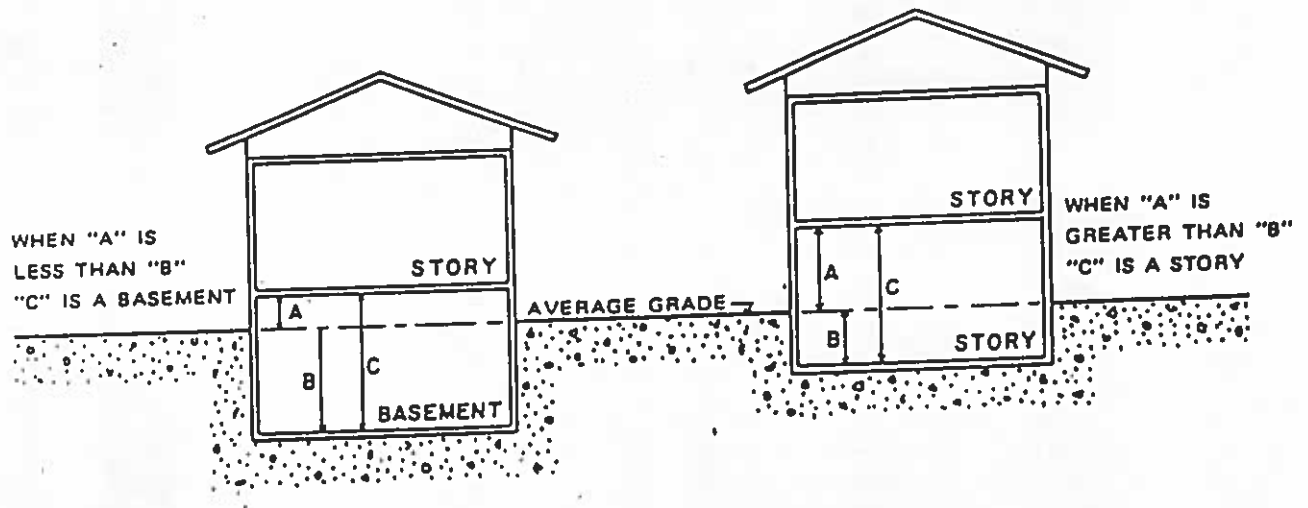 WHEN "A" IS
LESS THAN "B"
"C" IS A BASEMENT
STORY
A
B
C
BASEMENT
AVERAGE GRADE
STORY
A
C
B
STORY
WHEN "A" IS
GREATER THAN "B"
"C" IS A STORY